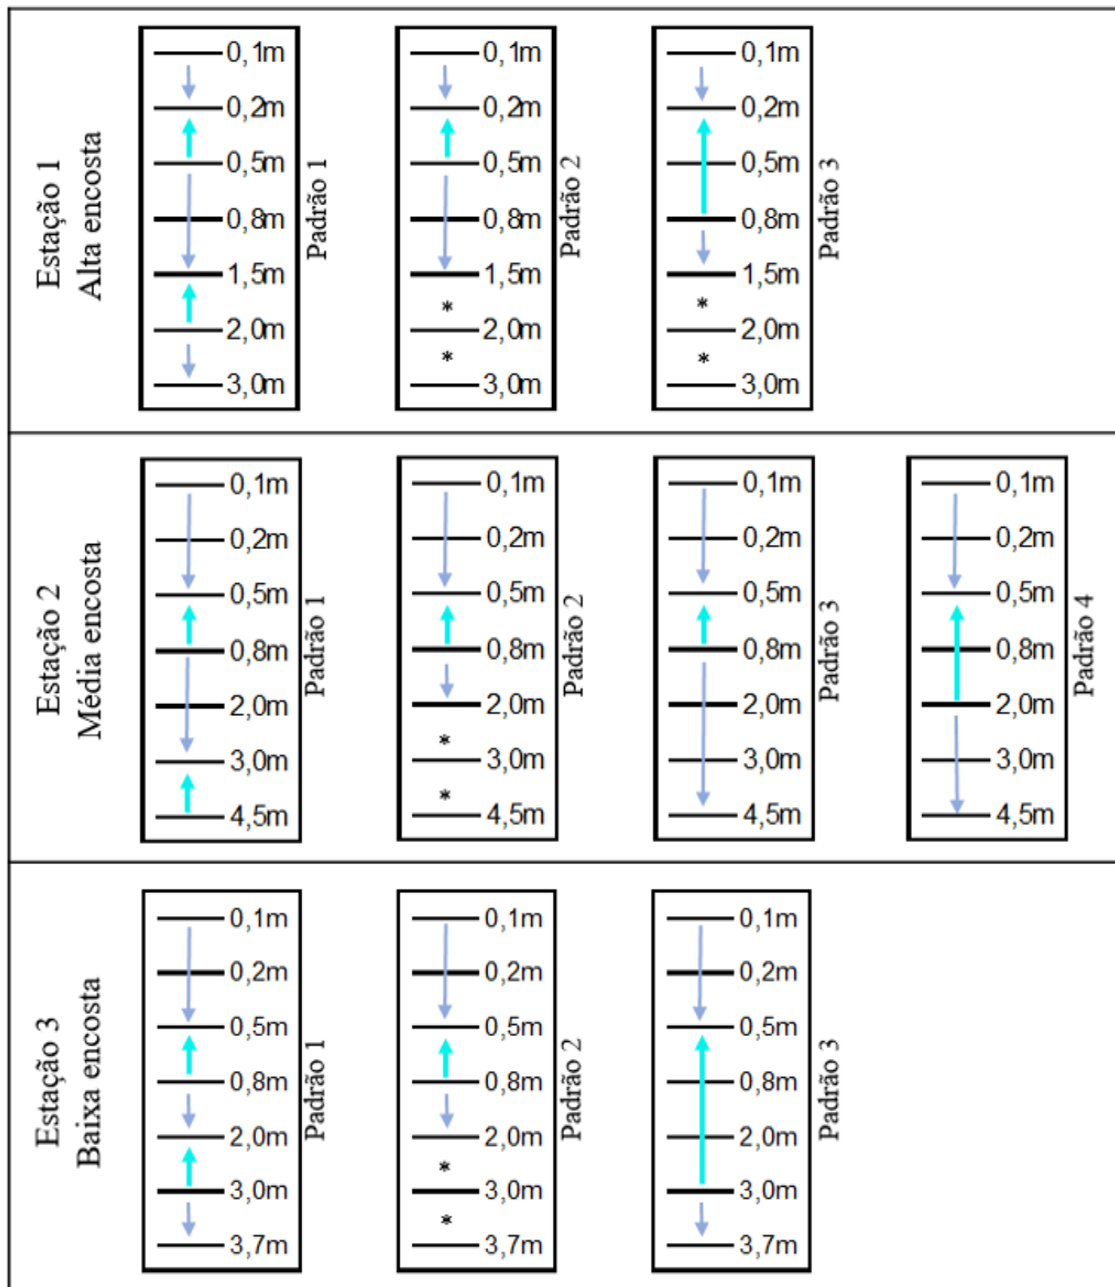 Estação 1
Alta encosta
0,1m
0,2m
0,5m
0,8m
1,5m
2,0m
3,0m
Padrão 1
0,1m
0,2m
0,5m
0,8m
1,5m
*
2,0m
*
3,0m
Padrão 2
0,1m
0,2m
0,5m
0,8m
1,5m
*
2,0m
*
3,0m
Padrão 3
Estação 2
Média encosta
0,1m
0,2m
0,5m
0,8m
2,0m
3,0m
4,5m
Padrão 1
0,1m
0,2m
0,5m
0,8m
2,0m
*
3,0m
*
4,5m
Padrão 2
0,1m
0,2m
0,5m
0,8m
2,0m
3,0m
4,5m
Padrão 3
0,1m
0,2m
0,5m
0,8m
2,0m
3,0m
4,5m
Padrão 4
Estação 3
Baixa encosta
0,1m
0,2m
0,5m
0,8m
2,0m
3,0m
3,7m
Padrão 1
0,1m
0,2m
0,5m
0,8m
2,0m
*
3,0m
*
3,7m
Padrão 2
0,1m
0,2m
0,5m
0,8m
2,0m
3,0m
3,7m
Padrão 3